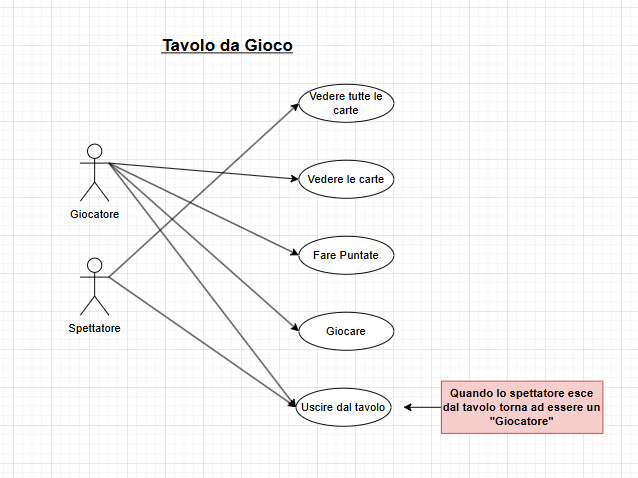 Tavolo da Gioco
Vedere tutte le
carte
Giocatore
Vedere le carte
Fare Puntate
Spettatore
Giocare
Uscire dal tavolo
Quando lo spettatore esce
dal tavolo torna ad essere un
"Giocatore"